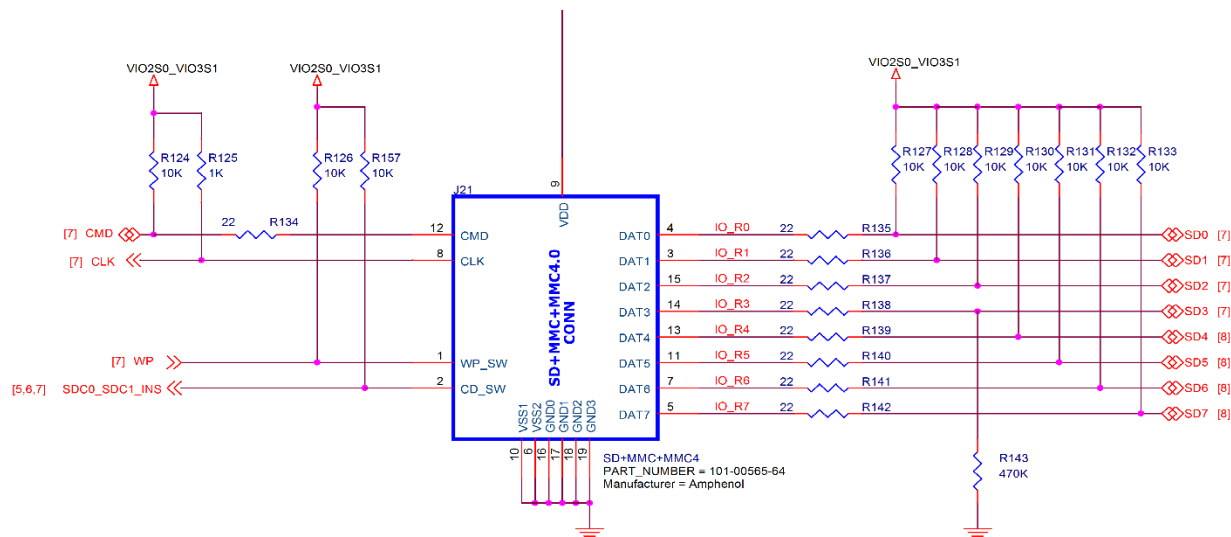 VIO2S0_VIO3S1
VIO2S0_VIO3S1
VIO2S0_VIO3S1
R124
10K
R125
1K
R126
10K
R157
10K
R127
10K
R128
10K
R129
10K
R130
10K
R131
10K
R132
10K
R133
10K
J21
9
VDD
[7] CMD
22 R134
12 CMD
[7] CLK
8 CLK
[7] WP
1 WP_SW
[5,6,7] SDC0_SDC1_INS
2 CD_SW
SD+MMC+MMC4.0
CONN
DAT0 4 IO_R0 22 R135 SD0 [7]
DAT1 3 IO_R1 22 R136 SD1 [7]
DAT2 15 IO_R2 22 R137 SD2 [7]
DAT3 14 IO_R3 22 R138 SD3 [7]
DAT4 13 IO_R4 22 R139 SD4 [8]
DAT5 11 IO_R5 22 R140 SD5 [8]
DAT6 7 IO_R6 22 R141 SD6 [8]
DAT7 5 IO_R7 22 R142 SD7 [8]
VSS1
VSS2
GND0
GND1
GND2
GND3
10
6
16
17
18
19
SD+MMC+MMC4
PART_NUMBER = 101-00565-64
Manufacturer = Amphenol
R143
470K